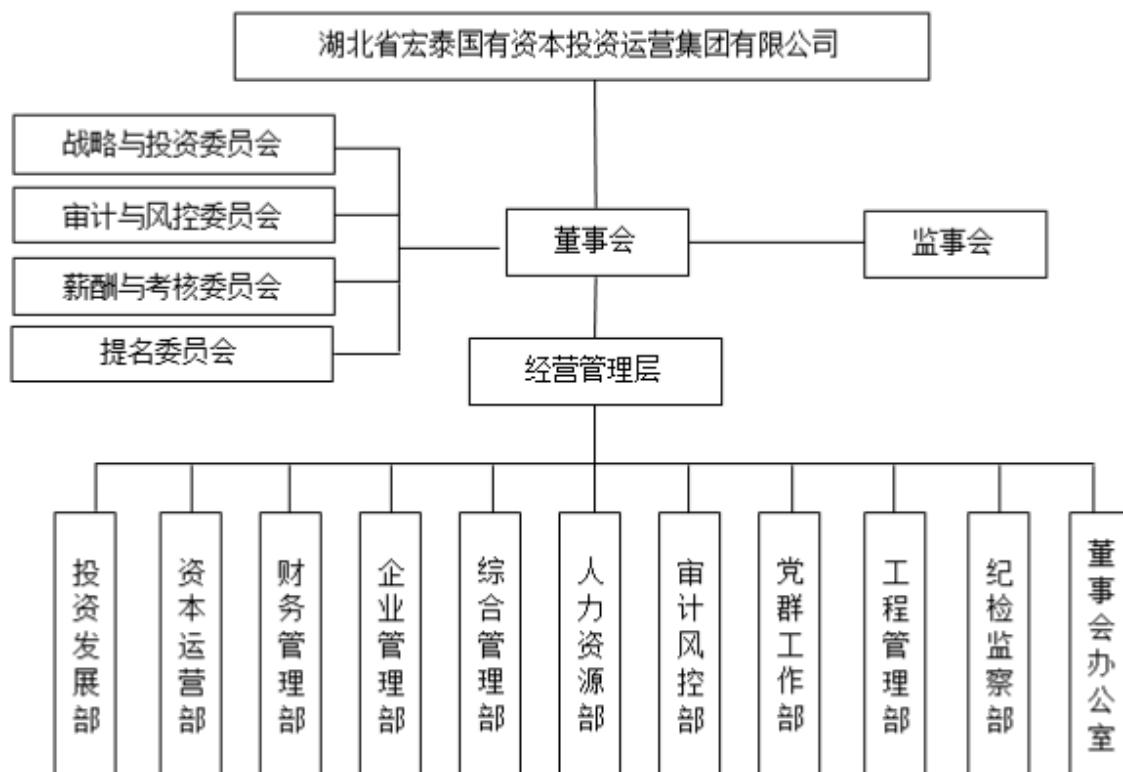 湖北省宏泰国有资本投资运营集团有限公司
战略与投资委员会
审计与风控委员会
薪酬与考核委员会
提名委员会
董事会
监事会
经营管理层
投资发展部
资本运营部
财务管理部
企业管理部
综合管理部
人力资源部
审计风控部
党群工作部
工程管理部
纪检监察部
董事会办公室